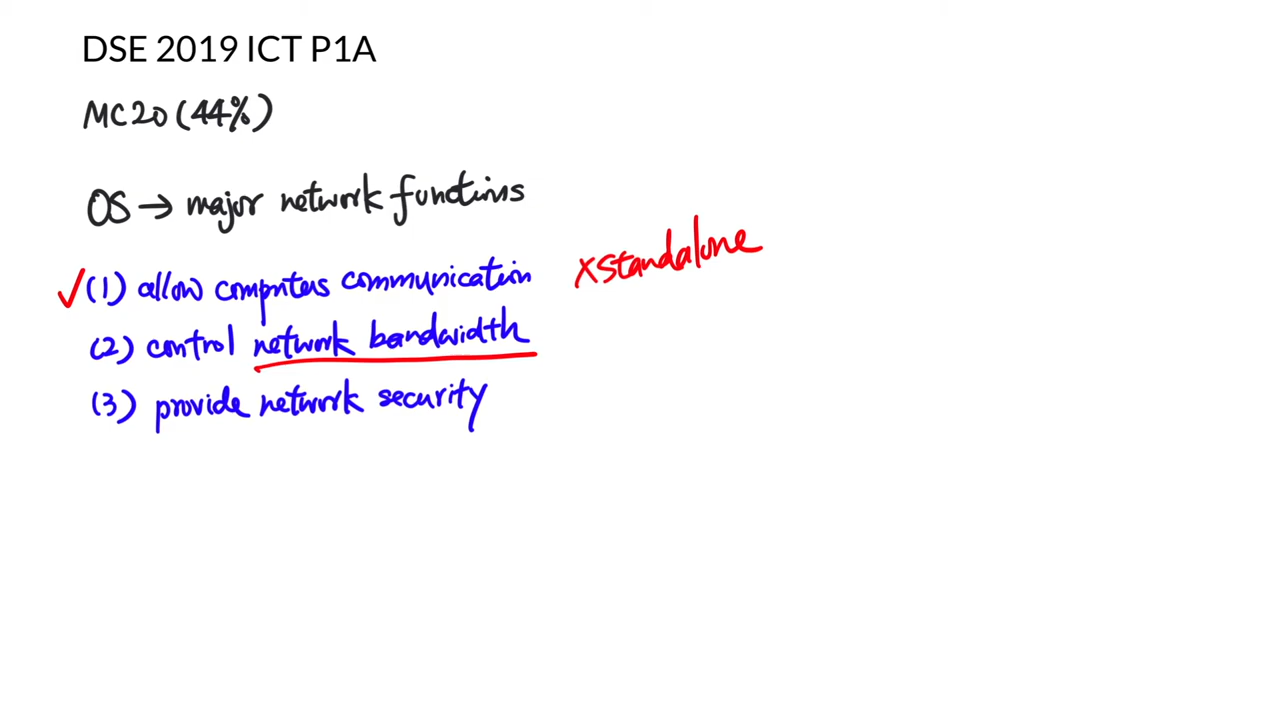 DSE 2019 ICT P1A
MC20 (44%)
OS → major network functions
✓ (1) allow computers communication
x standalone
(2) control network bandwidth
(3) provide network security